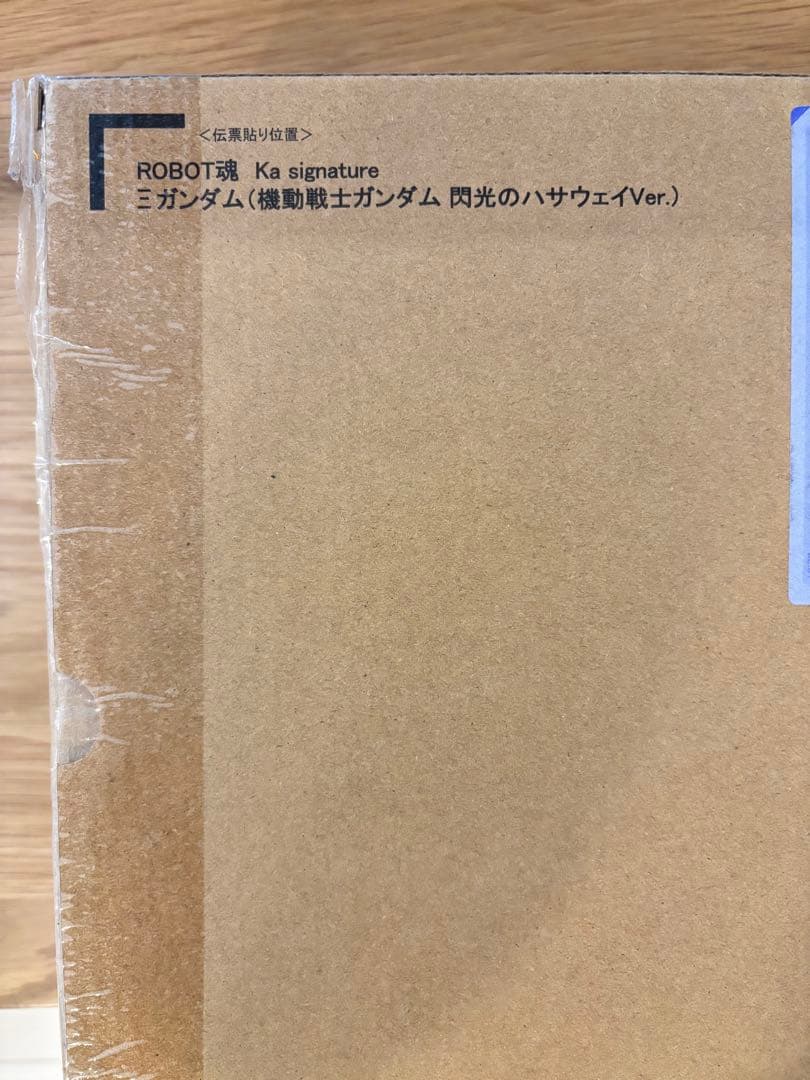 <伝票貼り位置>
ROBOT魂 Ka signature
Ξガンダム(機動戦士ガンダム 閃光のハサウェイVer.)